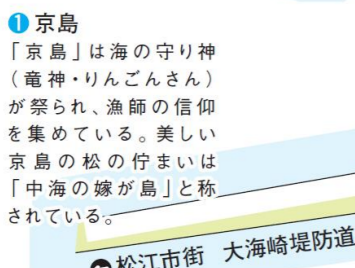 ❶京島
「京島」は海の守り神
（竜神・りんごんさん）
が祭られ、漁師の信仰
を集めている。美しい
京島の松の佇まいは
「中海の嫁が島」と称
されている。
松江市街　大海崎堤防道